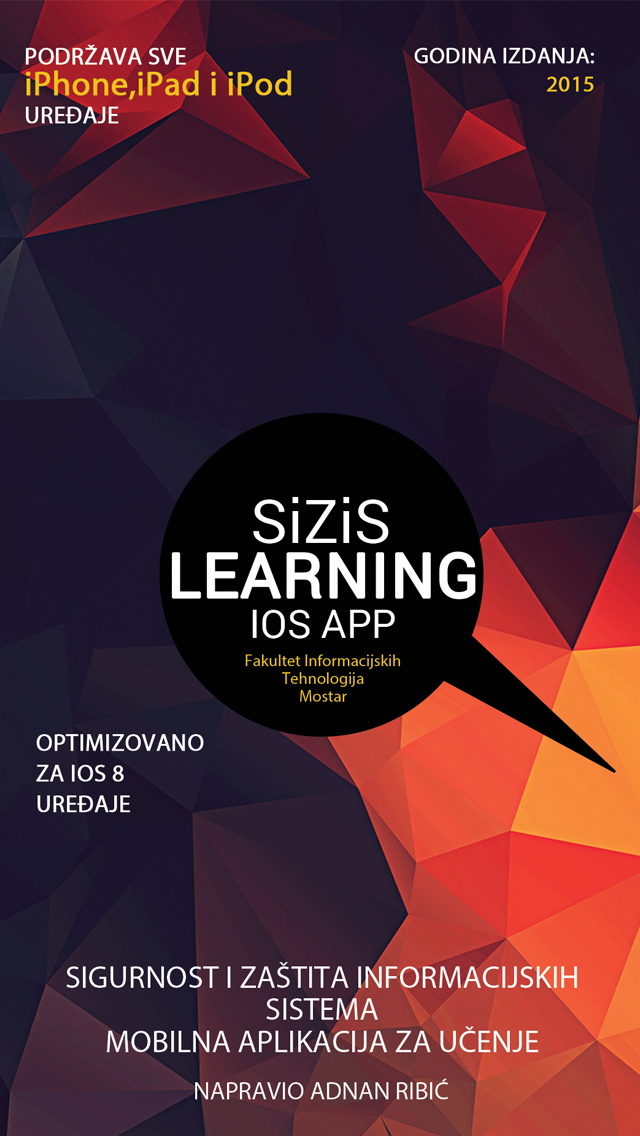 PODRŽAVA SVE
iPhone,iPad i iPod
UREĐAJE
GODINA IZDANJA:
2015
SiZiS
LEARNING
IOS APP
Fakultet Informacijskih
Tehnologija
Mostar
OPTIMIZOVANO
ZA IOS 8
UREĐAJE
SIGURNOST I ZAŠTITA INFORMACIJSKIH
SISTEMA
MOBILNA APLIKACIJA ZA UČENJE
NAPRAVIO ADNAN RIBIĆ